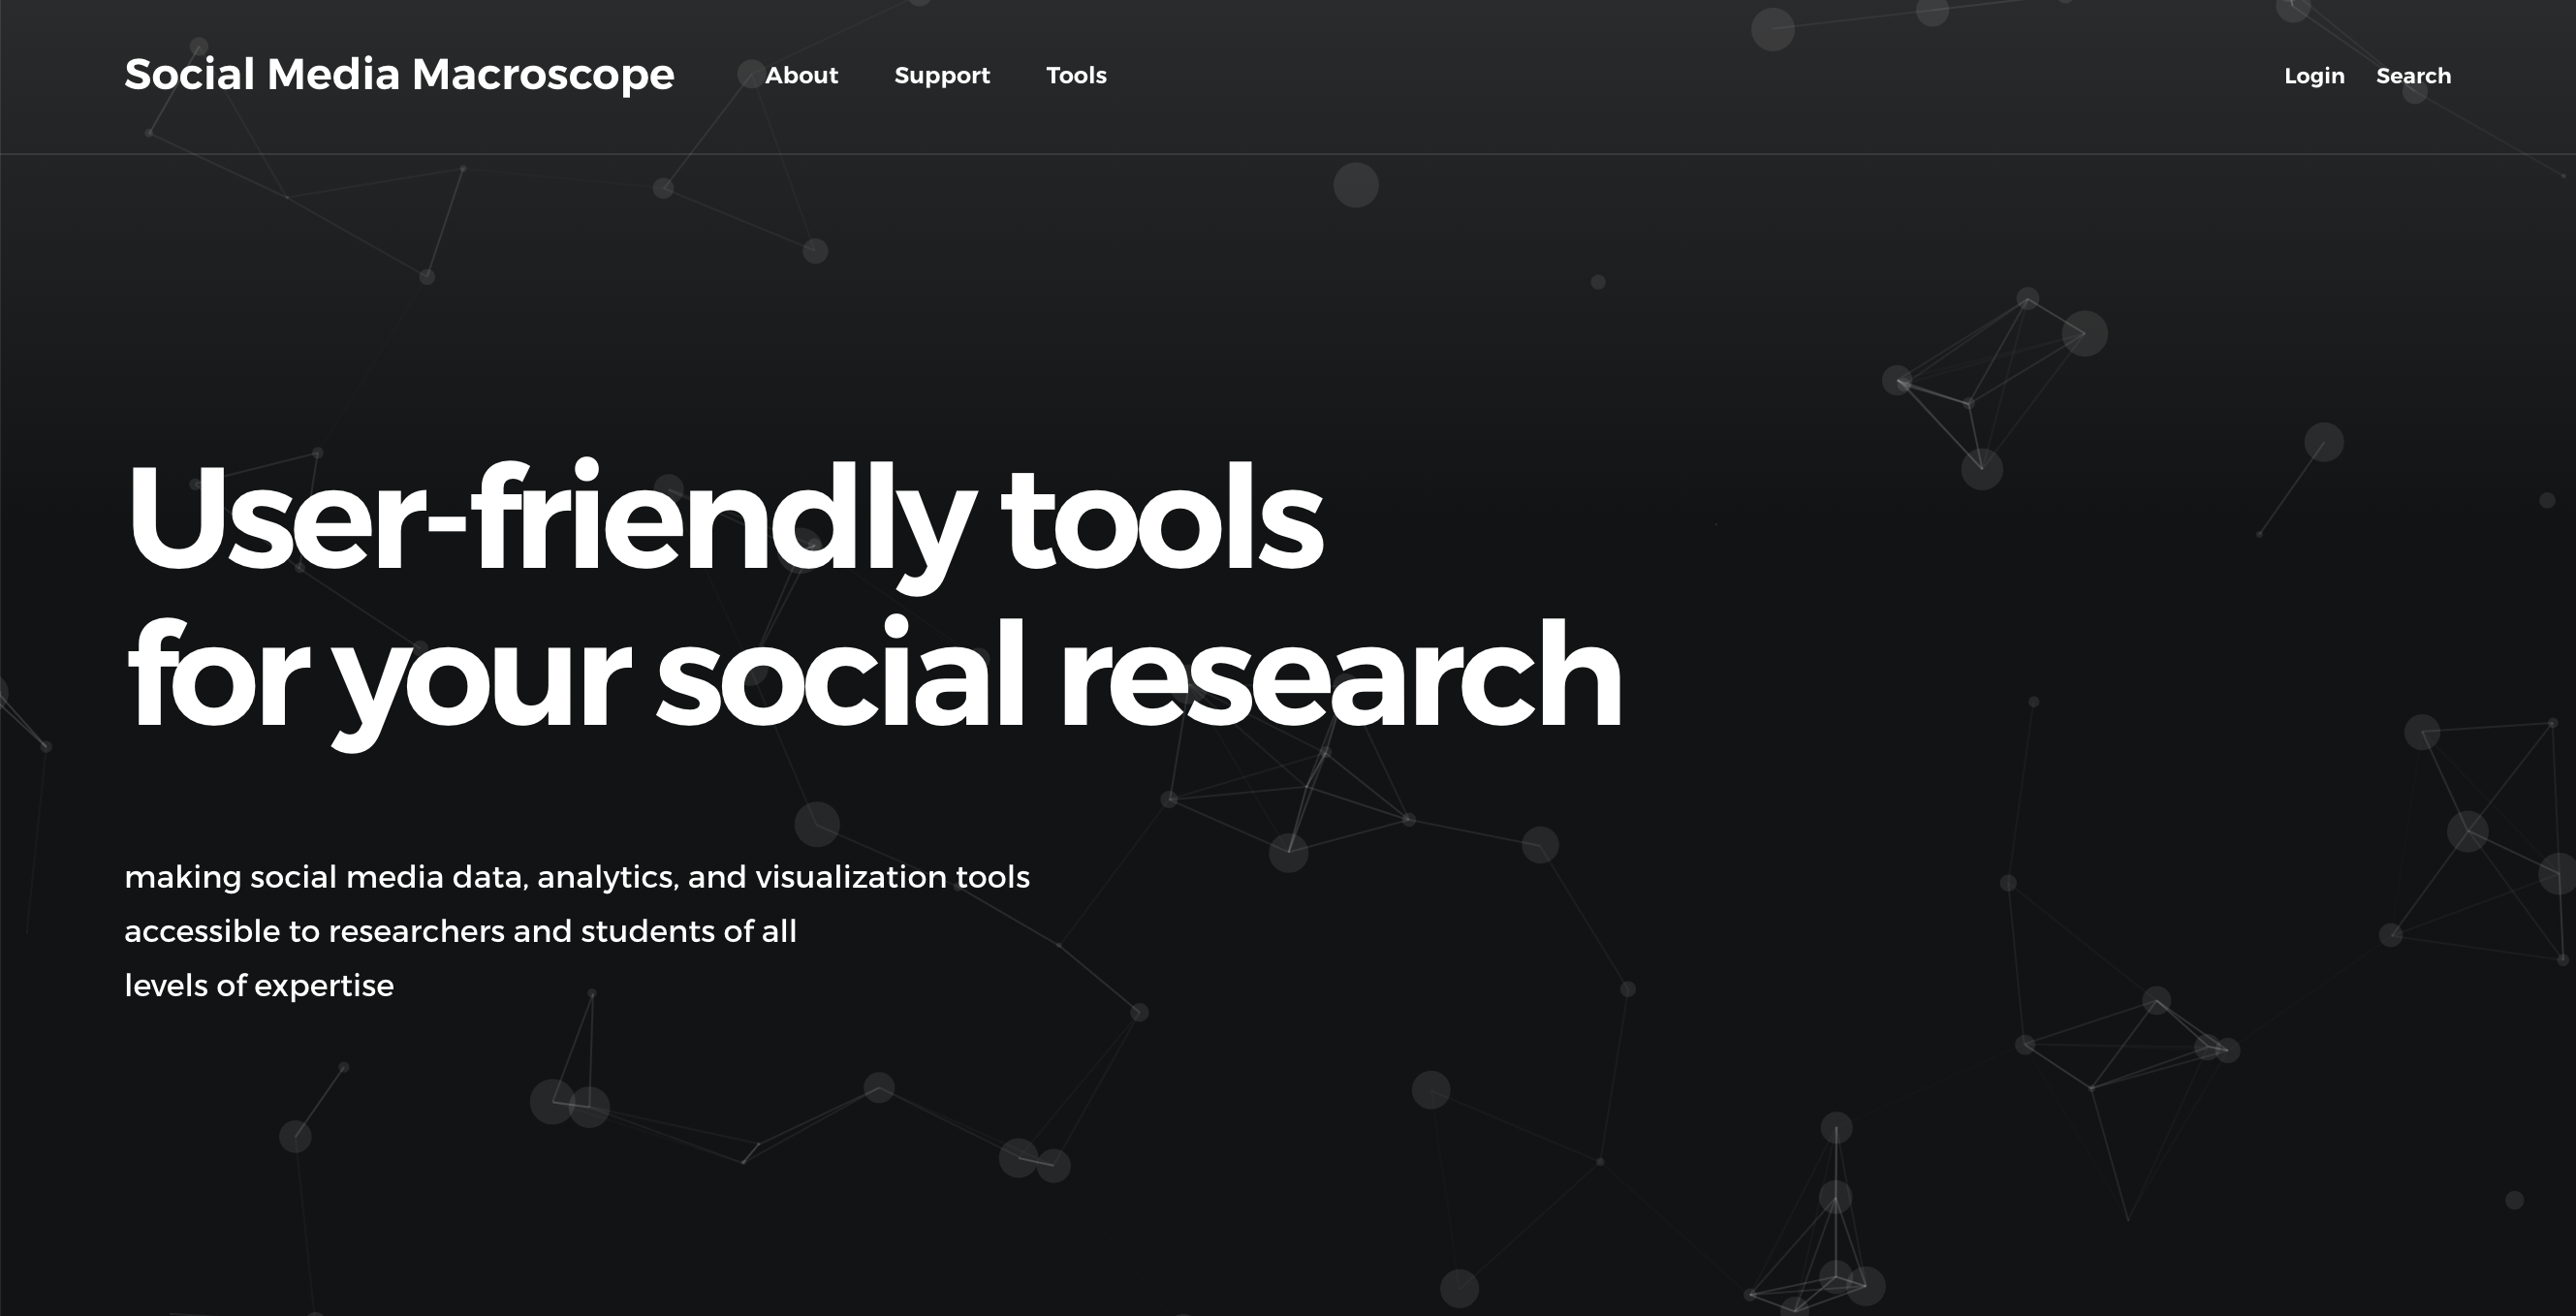 Social Media Macroscope About Support Tools Login Search
User-friendly tools
for your social research
making social media data, analytics, and visualization tools
accessible to researchers and students of all
levels of expertise